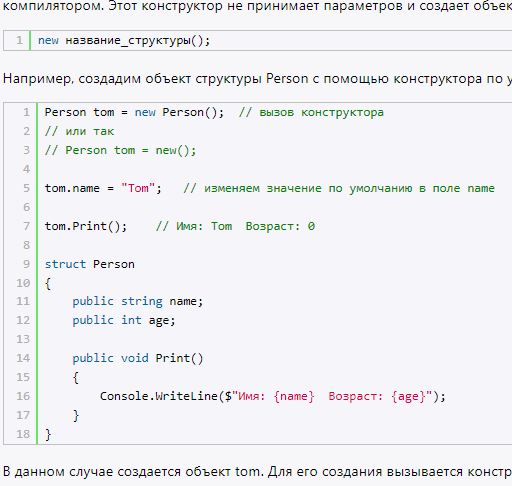 компилятором. Этот конструктор не принимает параметров и создает объек
1 new название_структуры();
Например, создадим объект структуры Person с помощью конструктора по у
1 Person tom = new Person();  // вызов конструктора
2 // или так
3 // Person tom = new();
4
5 tom.name = "Tom";   // изменяем значение по умолчанию в поле name
6
7 tom.Print();    // Имя: Tom  Возраст: 0
8
9 struct Person
10 {
11     public string name;
12     public int age;
13
14     public void Print()
15     {
16         Console.WriteLine($"Имя: {name}  Возраст: {age}");
17     }
18 }
В данном случае создается объект tom. Для его создания вызывается констр